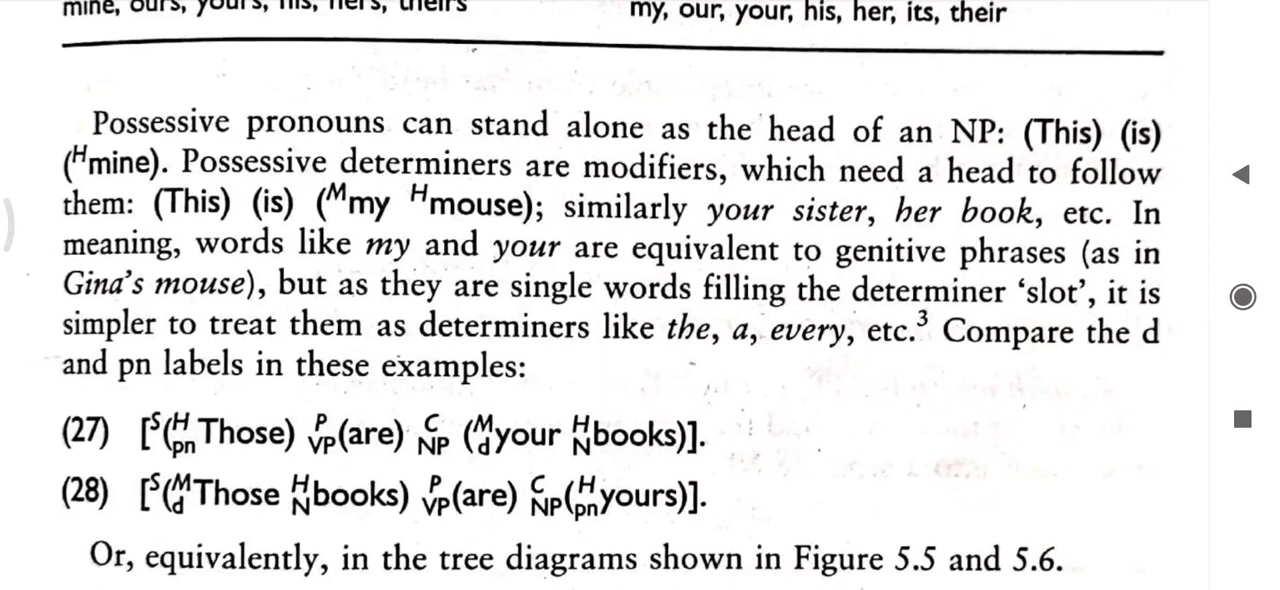 mine, ours, yours, his, hers, theirs my, our, your, his, her, its, their
Possessive pronouns can stand alone as the head of an NP: (This) (is)
(ᴴmine). Possessive determiners are modifiers, which need a head to follow
them: (This) (is) (ᴹmy ᴴmouse); similarly your sister, her book, etc. In
meaning, words like my and your are equivalent to genitive phrases (as in
Gina's mouse), but as they are single words filling the determiner ‘slot’, it is
simpler to treat them as determiners like the, a, every, etc.³ Compare the d
and pn labels in these examples:
(27) [S(H pn Those) P VP(are) C NP (M d your H N books)].
(28) [S(M d Those H N books) P VP(are) C NP(H pn yours)].
Or, equivalently, in the tree diagrams shown in Figure 5.5 and 5.6.